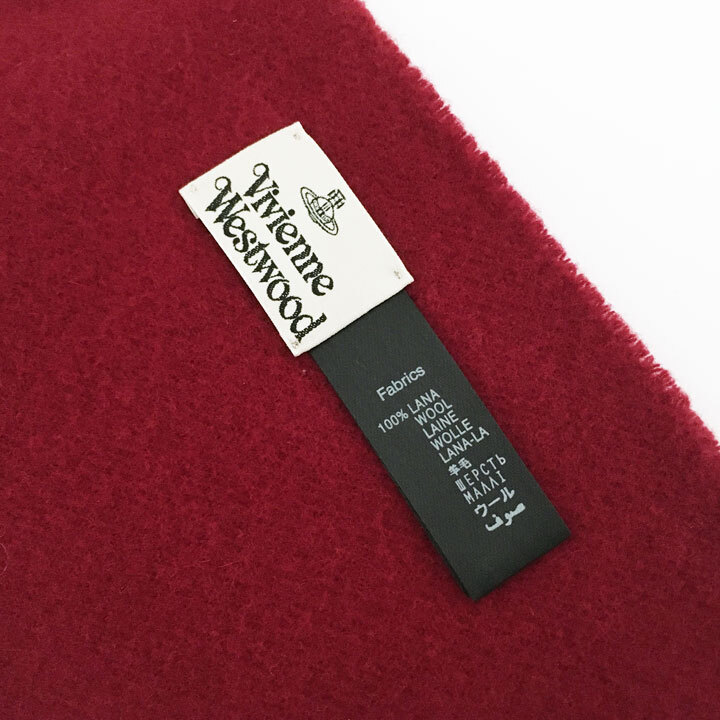 Vivienne
Westwood
Fabrics
100% LANA
WOOL
LAINE
WOLLE
LANA-LA
羊毛
ШЕРСТЬ
ΜΑΛΛΙ
ウール
صوف